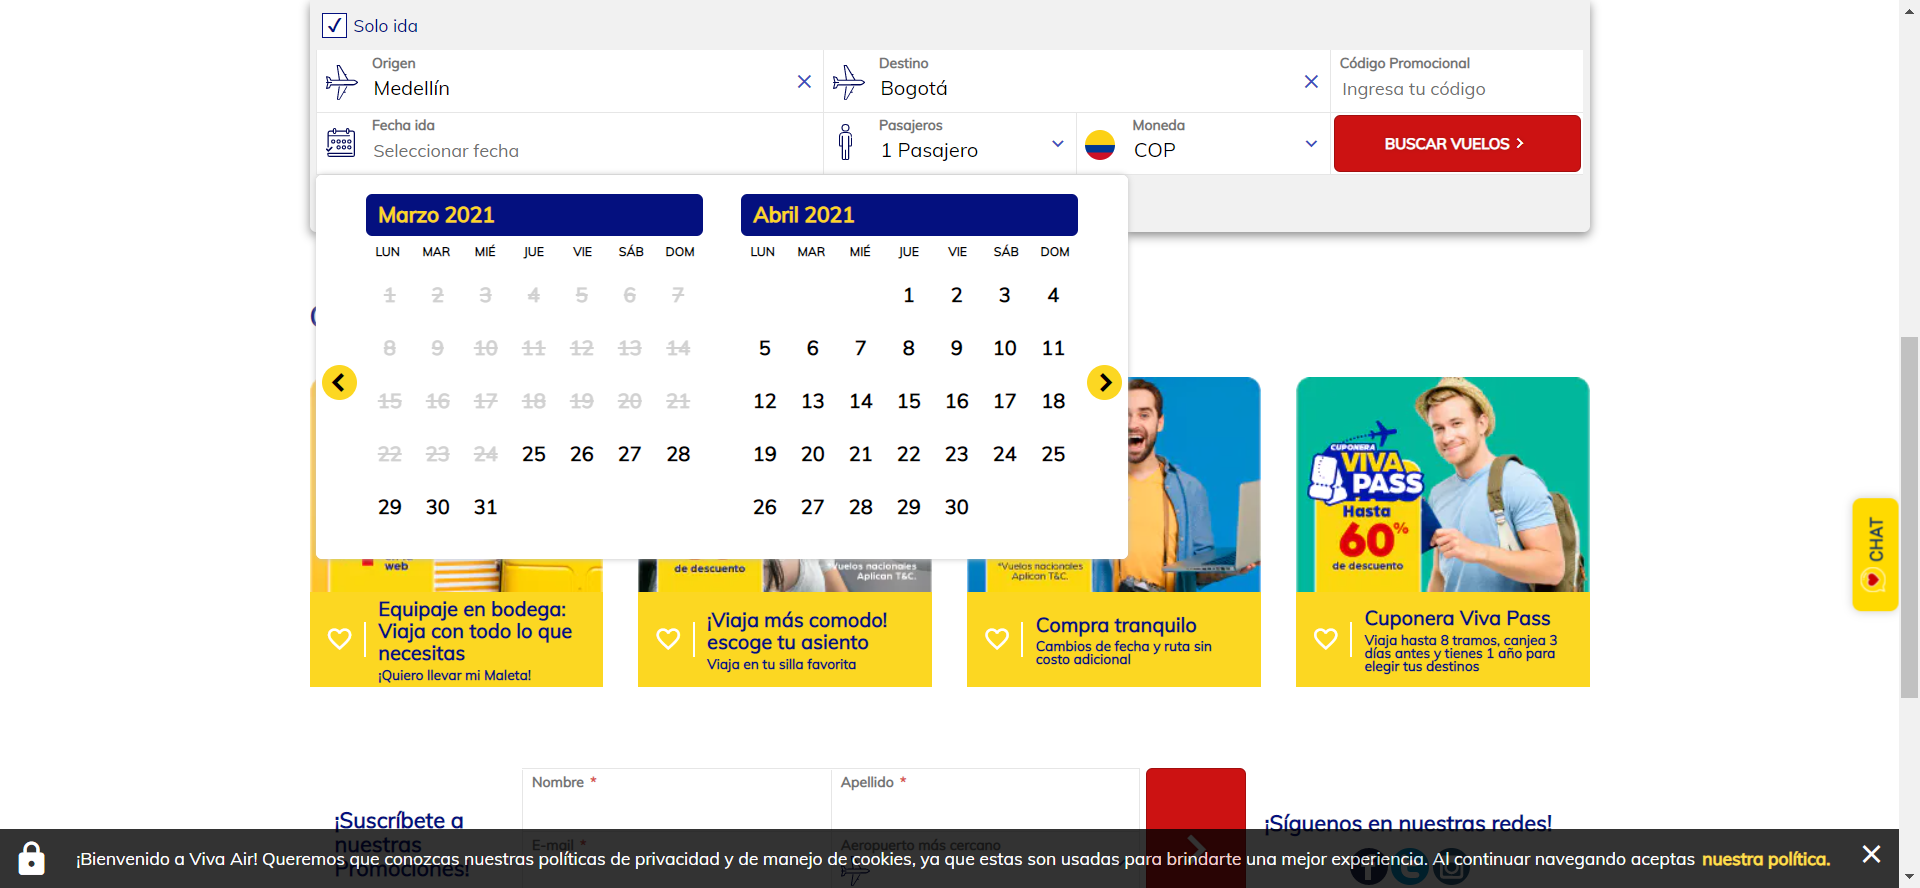 Solo ida
Origen
Medellín
Destino
Bogotá
Código Promocional
Ingresa tu código
Fecha ida
Seleccionar fecha
Pasajeros
1 Pasajero
Moneda
COP
BUSCAR VUELOS
Marzo 2021
LUN MAR MIÉ JUE VIE SÁB DOM
1 2 3 4 5 6 7
8 9 10 11 12 13 14
15 16 17 18 19 20 21
22 23 24 25 26 27 28
29 30 31
Abril 2021
LUN MAR MIÉ JUE VIE SÁB DOM
1 2 3 4
5 6 7 8 9 10 11
12 13 14 15 16 17 18
19 20 21 22 23 24 25
26 27 28 29 30
web
Equipaje en bodega:
Viaja con todo lo que
necesitas
¡Quiero llevar mi Maleta!
de descuento
*Vuelos nacionales
Aplican T&C.
¡Viaja más comodo!
escoge tu asiento
Viaja en tu silla favorita
*Vuelos nacionales
Aplican T&C.
Compra tranquilo
Cambios de fecha y ruta sin
costo adicional
CUPONERA
VIVA
PASS
Hasta
60%
de descuento
Cuponera Viva Pass
Viaja hasta 8 tramos, canjea 3
días antes y tienes 1 año para
elegir tus destinos
CHAT
¡Suscríbete a
nuestras
Promociones!
Nombre *
Apellido *
E-mail *
Aeropuerto más cercano
¡Síguenos en nuestras redes!
¡Bienvenido a Viva Air! Queremos que conozcas nuestras políticas de privacidad y de manejo de cookies, ya que estas son usadas para brindarte una mejor experiencia. Al continuar navegando aceptas nuestra política.